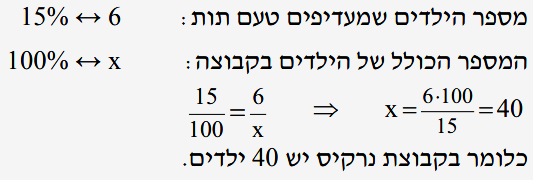 מספר הילדים שמעדיפים טעם תות: 15% ↔ 6
המספר הכולל של הילדים בקבוצה: 100% ↔ x
15/100 = 6/x ⇒ x = 6·100/15 = 40
כלומר בקבוצת נרקיס יש 40 ילדים.